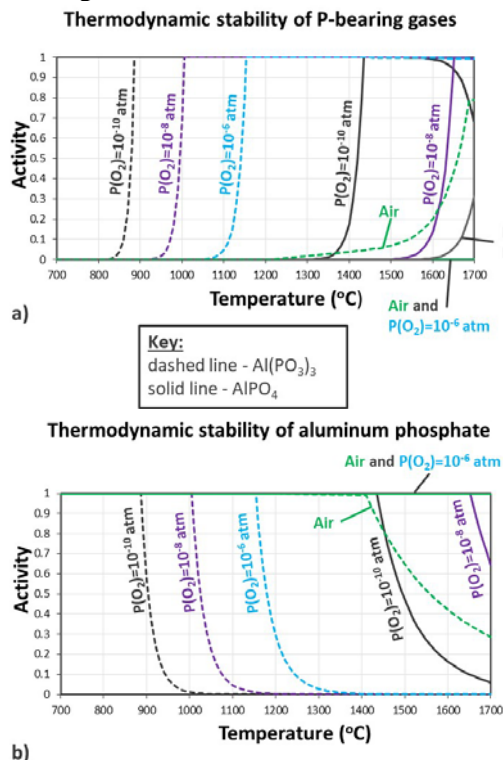 Thermodynamic stability of P-bearing gases
1
0.9
0.8
0.7
0.6
0.5
0.4
0.3
0.2
0.1
0
Activity
P(O₂)=10⁻¹⁰ atm
P(O₂)=10⁻⁸ atm
P(O₂)=10⁻⁶ atm
P(O₂)=10⁻¹⁰ atm
P(O₂)=10⁻⁸ atm
Air
700 800 900 1000 1100 1200 1300 1400 1500 1600 1700
Temperature (°C)
Air and
P(O₂)=10⁻⁶ atm
a)
Key:
dashed line - Al(PO₃)₃
solid line - AlPO₄
Thermodynamic stability of aluminum phosphate
Air and P(O₂)=10⁻⁶ atm
1
0.9
0.8
0.7
0.6
0.5
0.4
0.3
0.2
0.1
0
Activity
P(O₂)=10⁻¹⁰ atm
P(O₂)=10⁻⁸ atm
P(O₂)=10⁻⁶ atm
Air
P(O₂)=10⁻¹⁰ atm
P(O₂)=10⁻⁸ atm
700 800 900 1000 1100 1200 1300 1400 1500 1600 1700
Temperature (°C)
b)